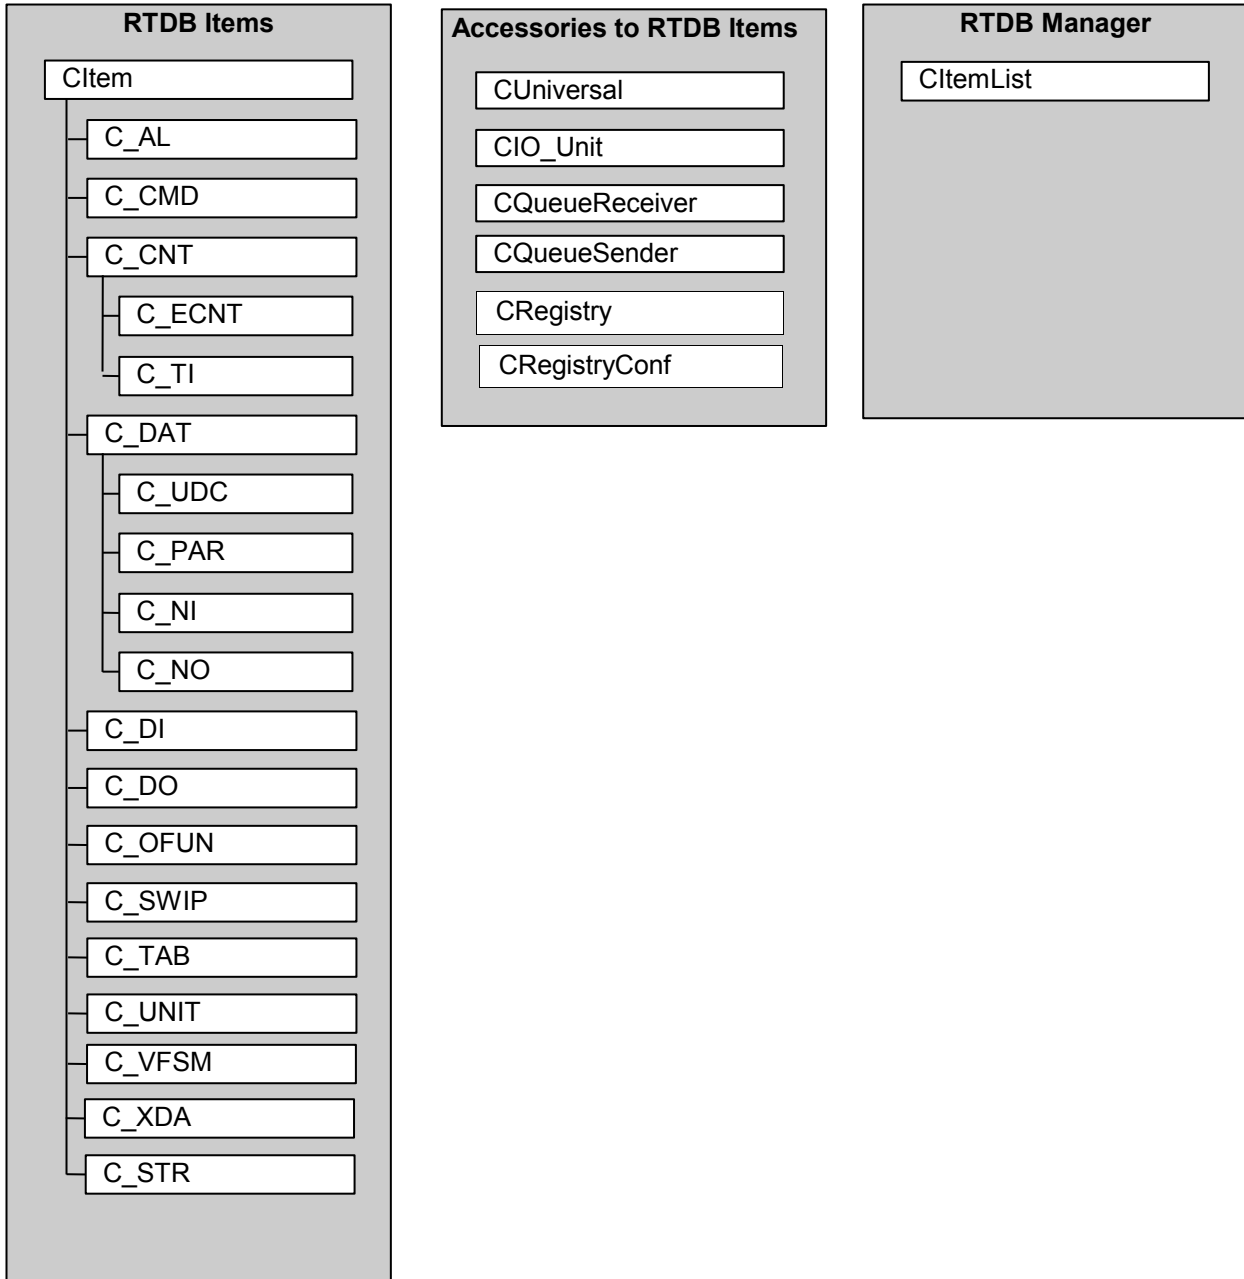 RTDB Items
CItem
C_AL
C_CMD
C_CNT
C_ECNT
C_TI
C_DAT
C_UDC
C_PAR
C_NI
C_NO
C_DI
C_DO
C_OFUN
C_SWIP
C_TAB
C_UNIT
C_VFSM
C_XDA
C_STR
Accessories to RTDB Items
CUniversal
CIO_Unit
CQueueReceiver
CQueueSender
CRegistry
CRegistryConf
RTDB Manager
CItemList